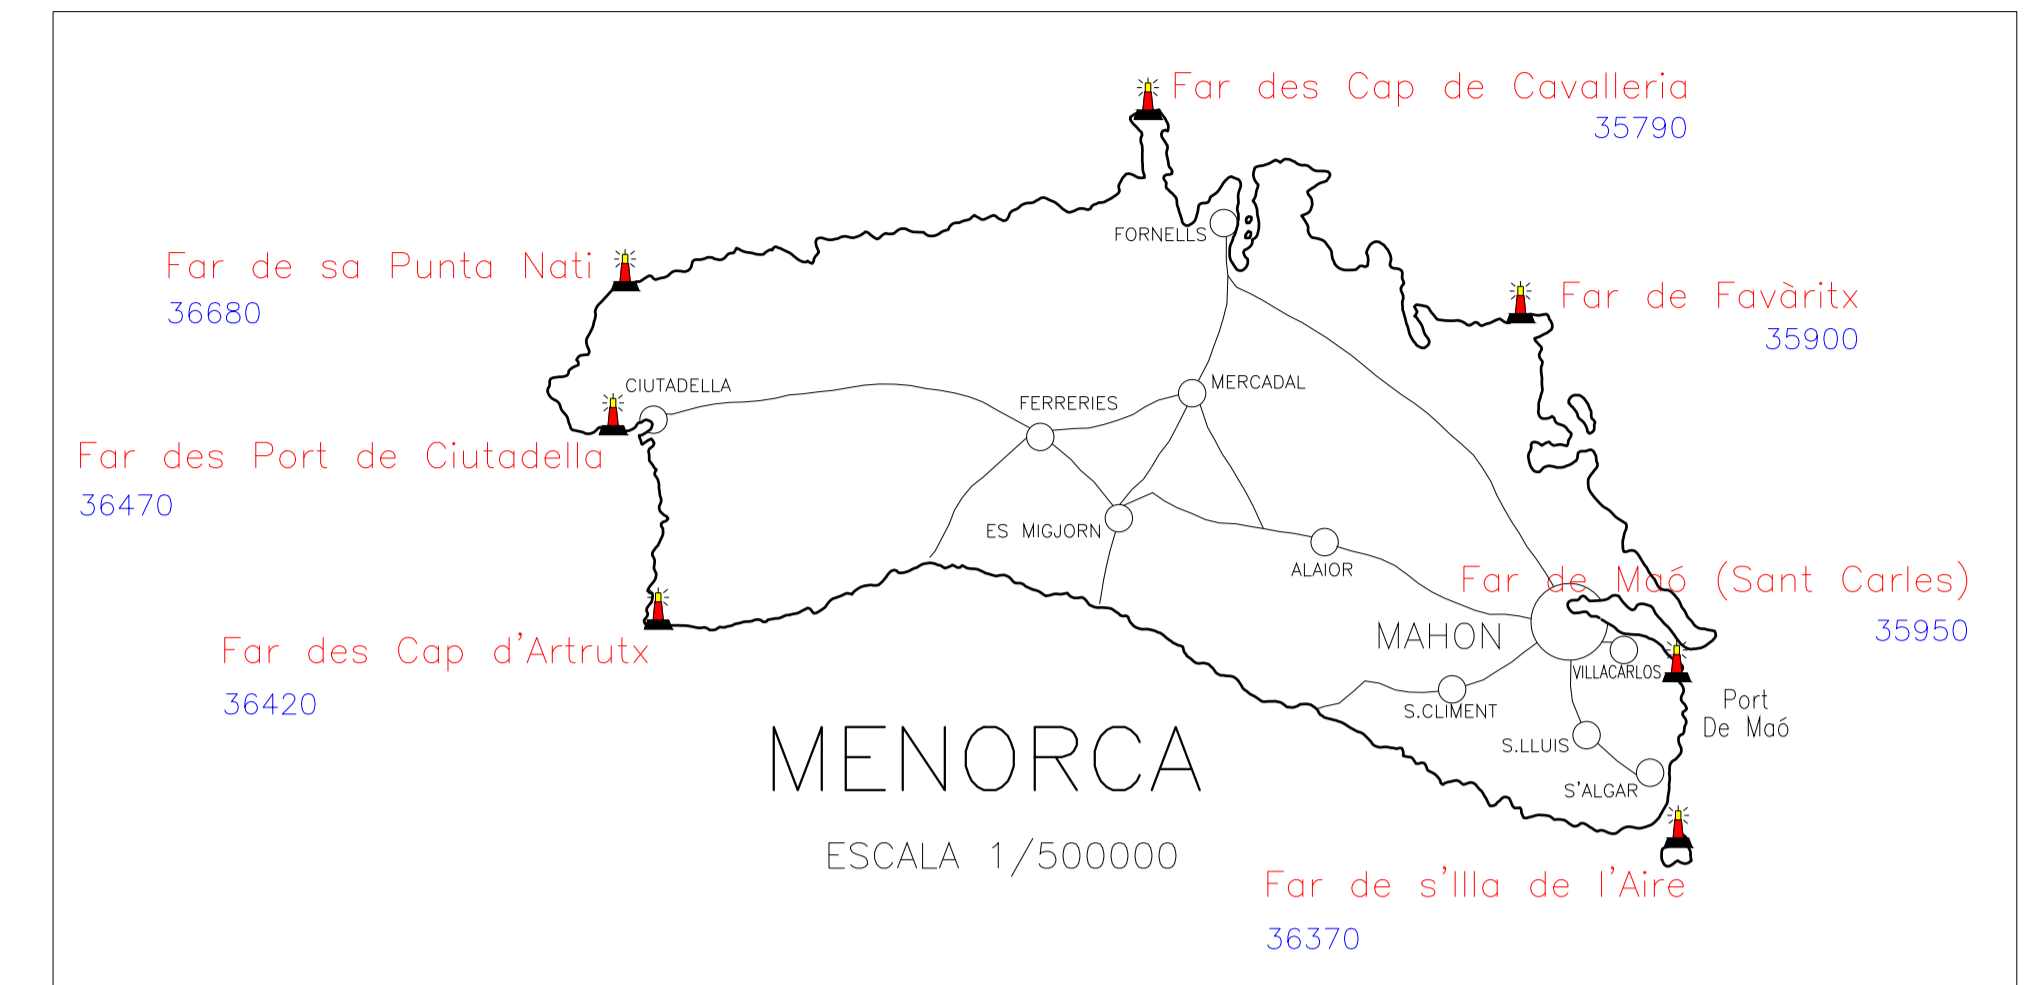 Far des Cap de Cavalleria
35790
FORNELLS
Far de sa Punta Nati
36680
Far de Favàritx
35900
CIUTADELLA
MERCADAL
FERRERIES
Far des Port de Ciutadella
36470
ES MIGJORN
ALAIOR
Far de Maó (Sant Carles)
35950
MAHON
Far des Cap d'Artrutx
36420
VILLACARLOS
S.CLIMENT
Port
De Maó
S.LLUIS
S'ALGAR
MENORCA
ESCALA 1/500000
Far de s'Illa de l'Aire
36370